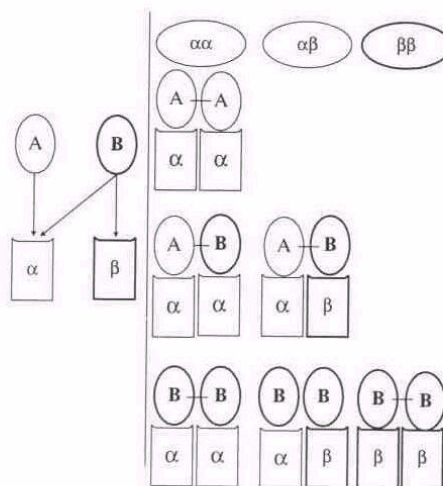 αα αβ ββ
A A
A B
α α
A B A B
α β
α α α β
B B B B B B
α α α β β β